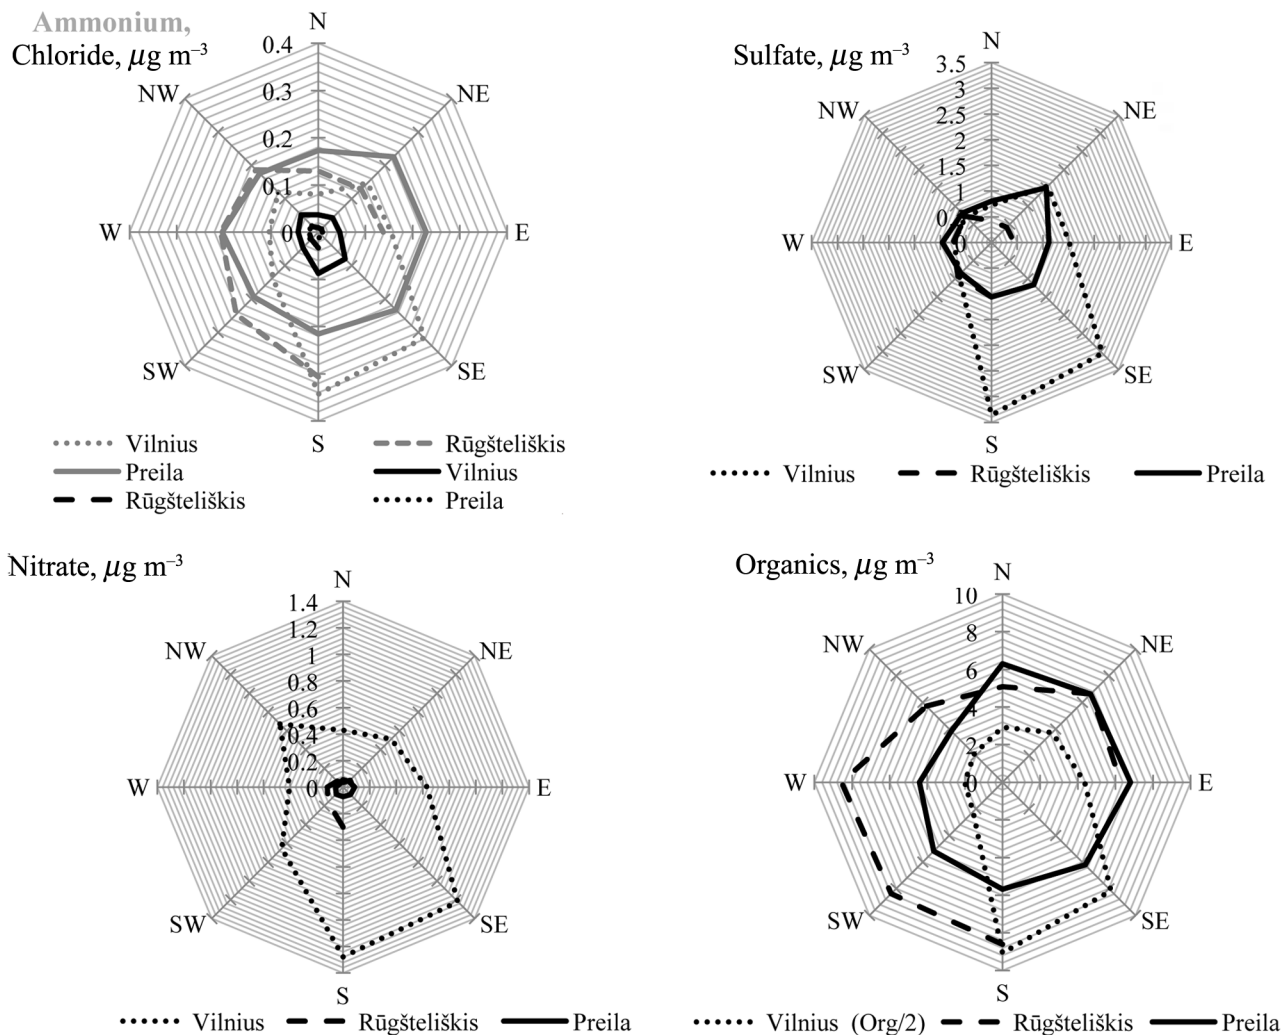 Ammonium,
Chloride, μg m⁻³
N
0.4
0.3
0.2
0.1
0
NW
NE
W
E
SW
SE
S
Vilnius
Rūgšteliškis
Preila
Vilnius
Rūgšteliškis
Preila
Sulfate, μg m⁻³
N
3.5
3
2.5
2
1.5
1
0
0
NW
NE
W
E
SW
SE
S
Vilnius
Rūgšteliškis
Preila
Nitrate, μg m⁻³
N
1.4
1.2
1
0.8
0.6
0.4
0.2
0
NW
NE
W
E
SW
SE
S
Vilnius
Rūgšteliškis
Preila
Organics, μg m⁻³
N
10
8
6
4
2
0
NW
NE
W
E
SW
SE
S
Vilnius (Org/2)
Rūgšteliškis
Preila